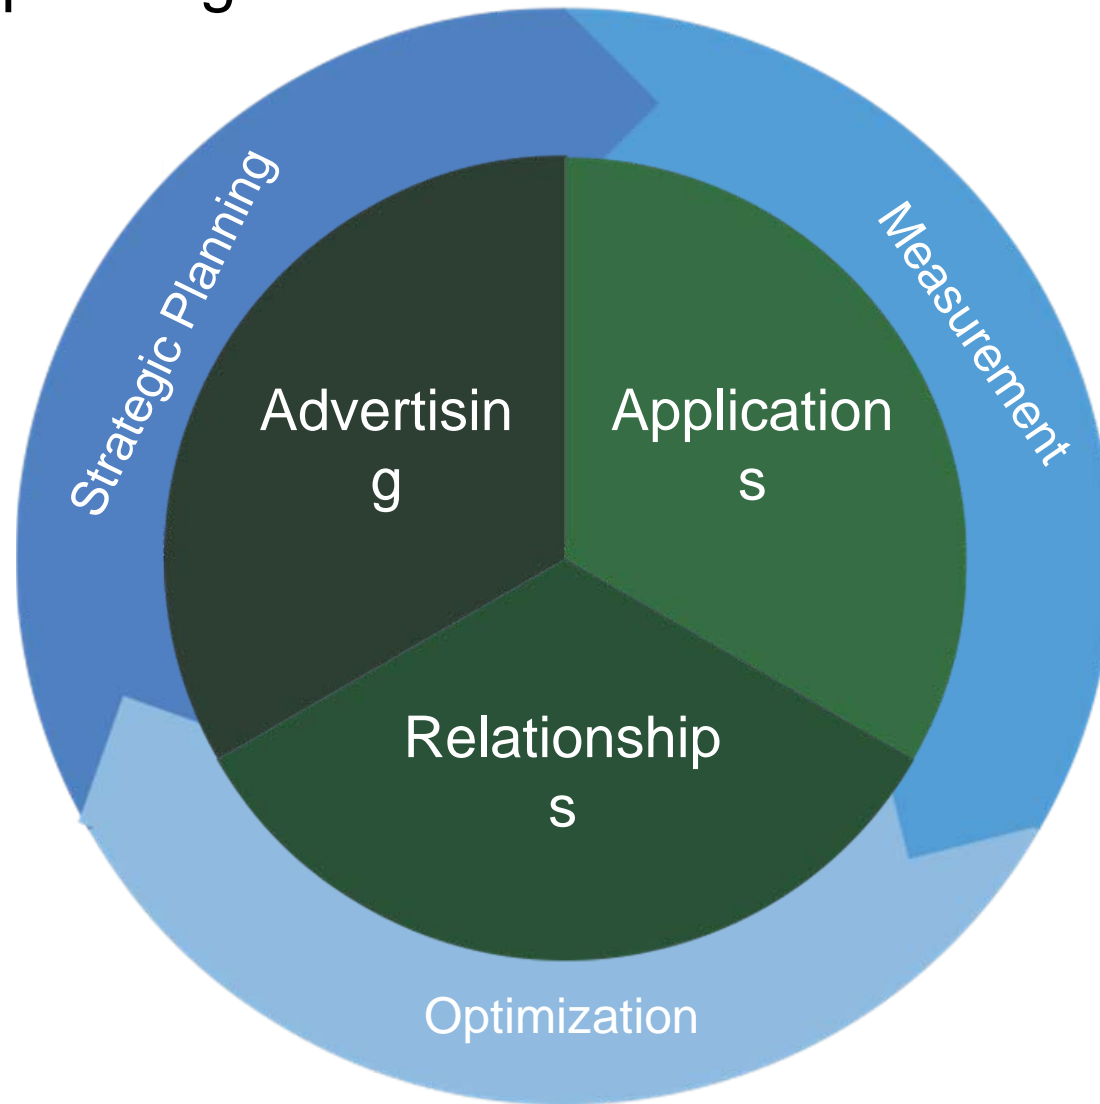 Strategic Planning
Measurement
Advertisin
g
Application
s
Relationship
s
Optimization